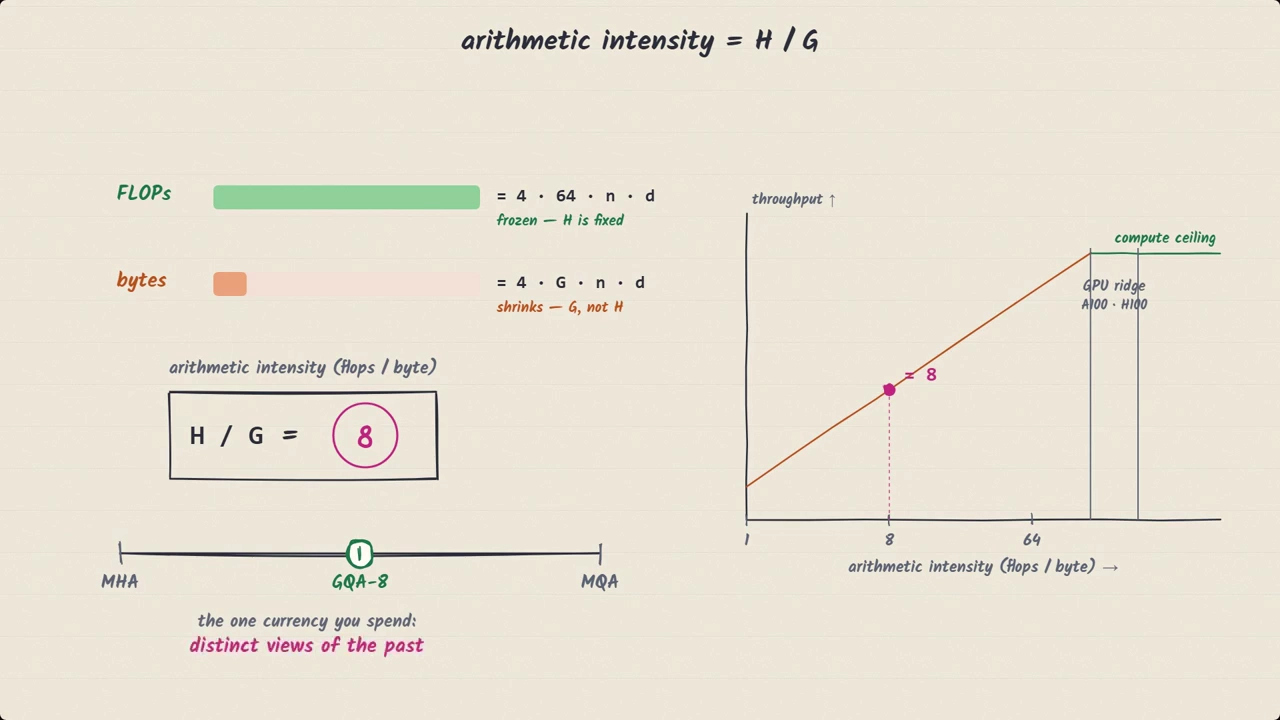 arithmetic intensity = H / G
FLOPs
= 4 · 64 · n · d
frozen — H is fixed
bytes
= 4 · G · n · d
shrinks — G, not H
arithmetic intensity (flops / byte)
H / G = 8
MHA
GQA-8
MQA
the one currency you spend:
distinct views of the past
throughput ↑
compute ceiling
GPU ridge
A100 · H100
= 8
1
8
64
arithmetic intensity (flops / byte) →